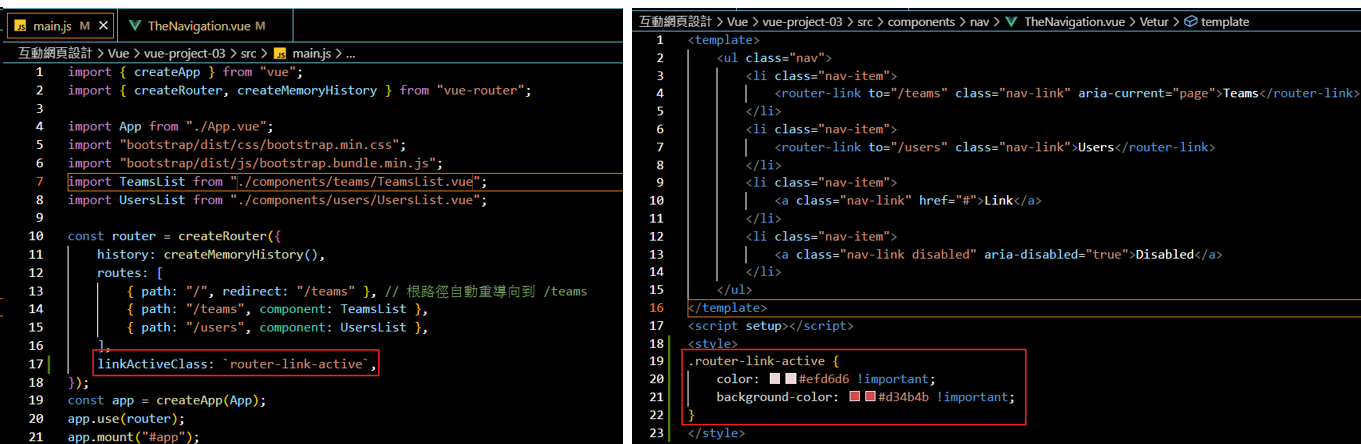 main.js M
TheNavigation.vue M
互動網頁設計 > Vue > vue-project-03 > src > main.js > ...
1 import { createApp } from "vue";
2 import { createRouter, createMemoryHistory } from "vue-router";
3
4 import App from "./App.vue";
5 import "bootstrap/dist/css/bootstrap.min.css";
6 import "bootstrap/dist/js/bootstrap.bundle.min.js";
7 import TeamsList from "./components/teams/TeamsList.vue";
8 import UsersList from "./components/users/UsersList.vue";
9
10 const router = createRouter({
11 history: createMemoryHistory(),
12 routes: [
13 { path: "/", redirect: "/teams" }, // 根路徑自動重導向到 /teams
14 { path: "/teams", component: TeamsList },
15 { path: "/users", component: UsersList },
16 ],
17 linkActiveClass: `router-link-active`,
18 });
19 const app = createApp(App);
20 app.use(router);
21 app.mount("#app");
互動網頁設計 > Vue > vue-project-03 > src > components > nav > TheNavigation.vue > Vetur > template
1 <template>
2 <ul class="nav">
3 <li class="nav-item">
4 <router-link to="/teams" class="nav-link" aria-current="page">Teams</router-link>
5 </li>
6 <li class="nav-item">
7 <router-link to="/users" class="nav-link">Users</router-link>
8 </li>
9 <li class="nav-item">
10 <a class="nav-link" href="#">Link</a>
11 </li>
12 <li class="nav-item">
13 <a class="nav-link disabled" aria-disabled="true">Disabled</a>
14 </li>
15 </ul>
16 </template>
17 <script setup></script>
18 <style>
19 .router-link-active {
20 color: #efd6d6 !important;
21 background-color: #d34b4b !important;
22 }
23 </style>